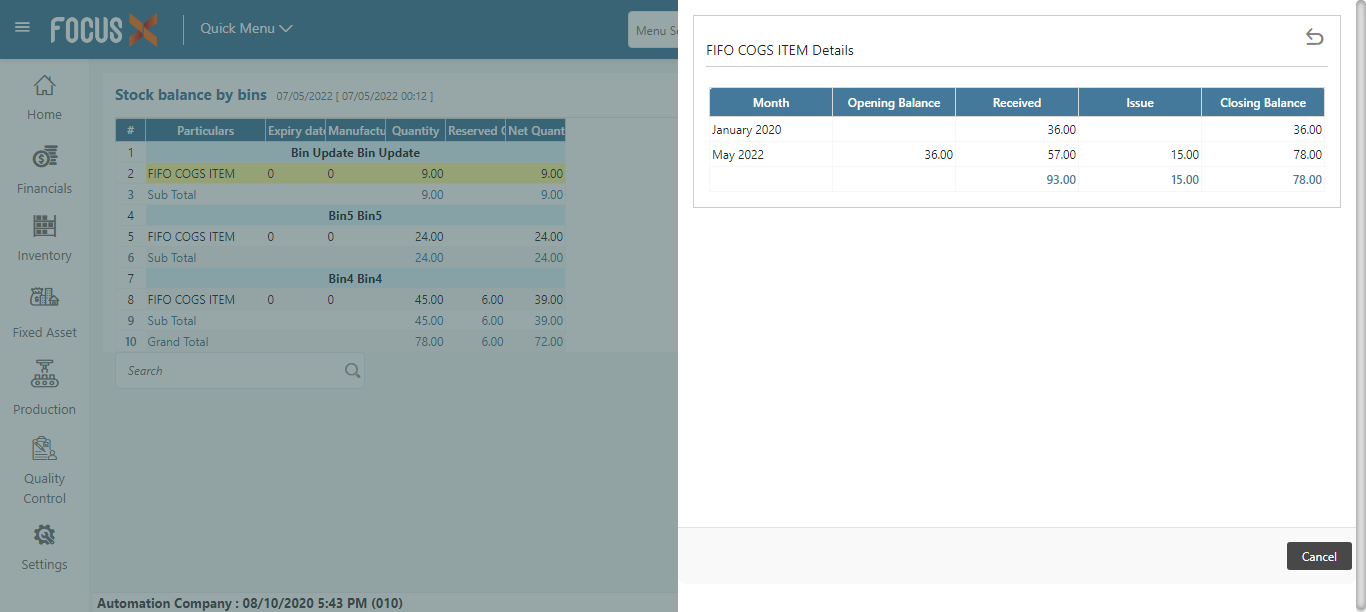 FOCUS X
Quick Menu
Menu
Home
Financials
Inventory
Fixed Asset
Production
Quality
Control
Settings
Stock balance by bins 07/05/2022 [ 07/05/2022 00:12 ]
# Particulars Expiry date Manufactu Quantity Reserved Net Quant
1 Bin Update Bin Update
2 FIFO COGS ITEM 0 0 9.00 9.00
3 Sub Total 9.00 9.00
4 Bin5 Bin5
5 FIFO COGS ITEM 0 0 24.00 24.00
6 Sub Total 24.00 24.00
7 Bin4 Bin4
8 FIFO COGS ITEM 0 0 45.00 6.00 39.00
9 Sub Total 45.00 6.00 39.00
10 Grand Total 78.00 6.00 72.00
Search
Automation Company : 08/10/2020 5:43 PM (010)
FIFO COGS ITEM Details
Month Opening Balance Received Issue Closing Balance
January 2020 36.00 36.00
May 2022 36.00 57.00 15.00 78.00
93.00 15.00 78.00
Cancel